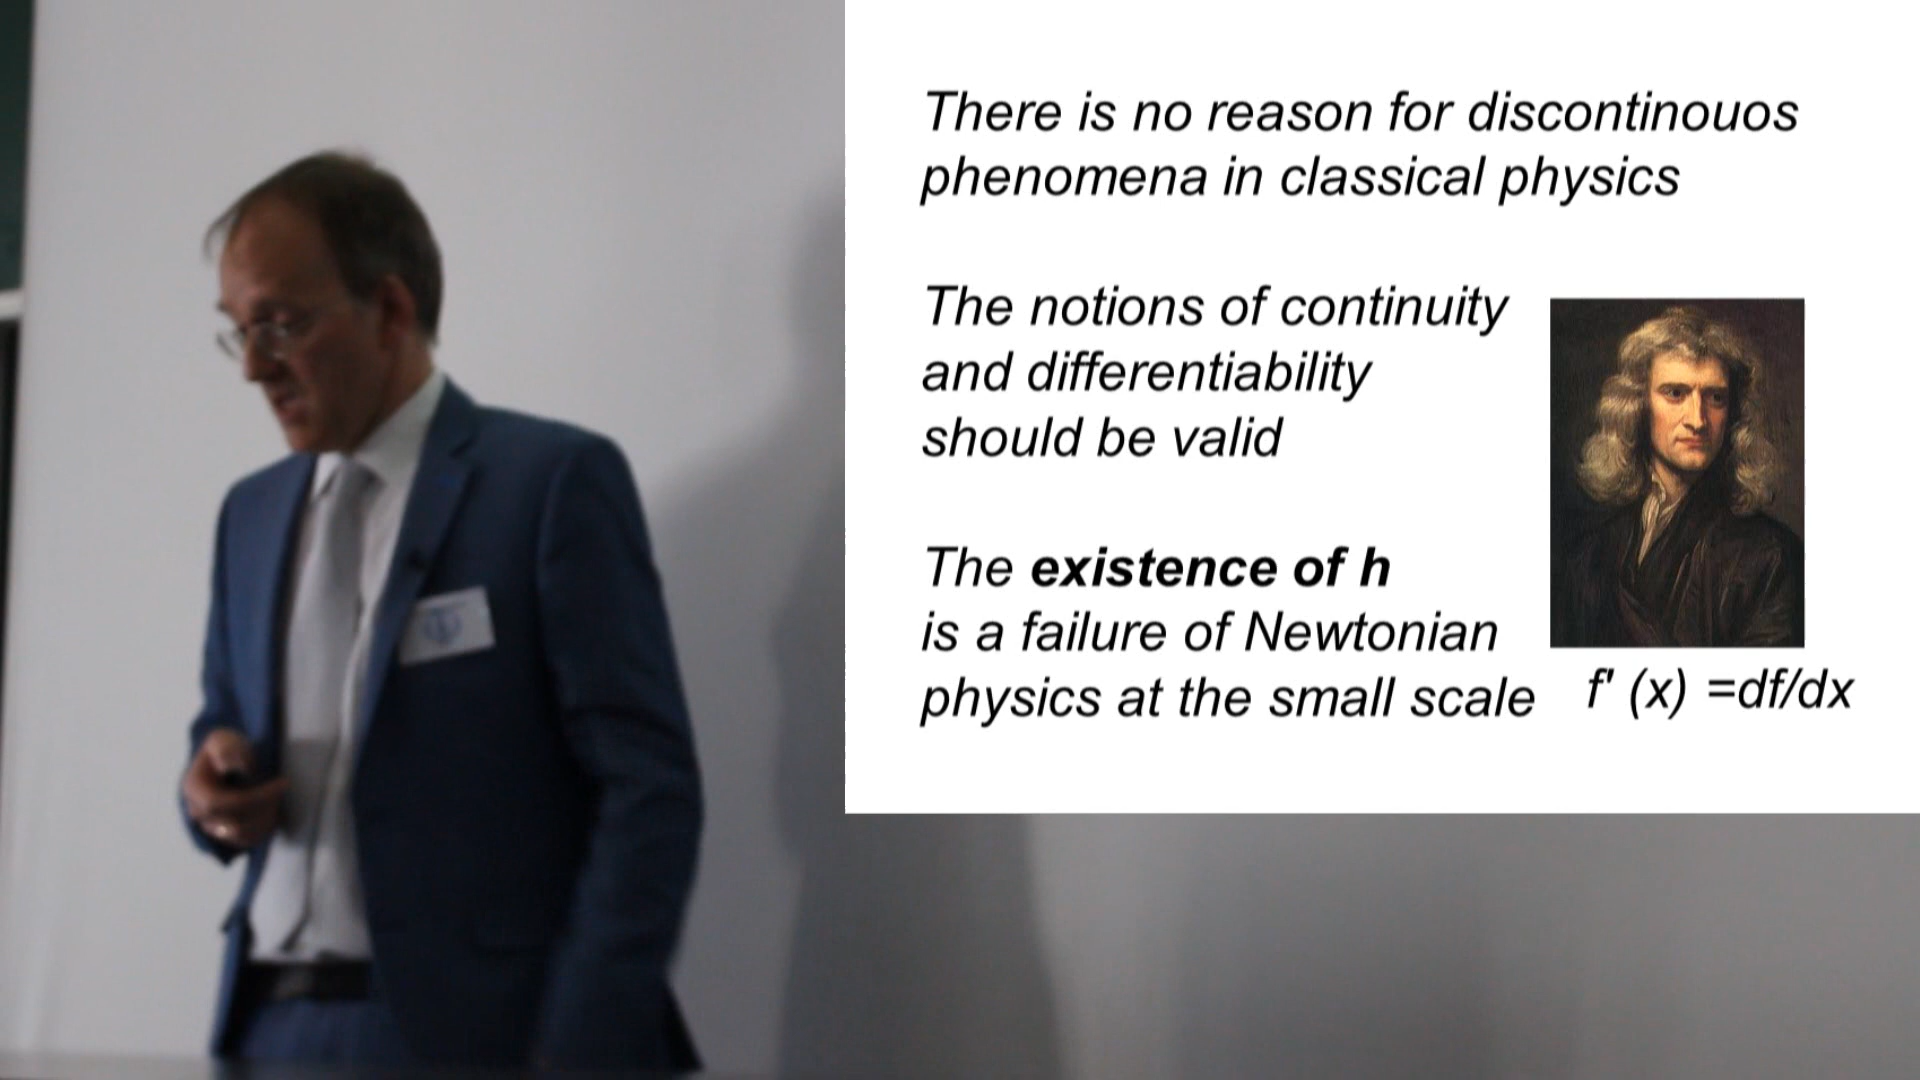 There is no reason for discontinouos
phenomena in classical physics
The notions of continuity
and differentiability
should be valid
The existence of h
is a failure of Newtonian
physics at the small scale
f' (x) =df/dx